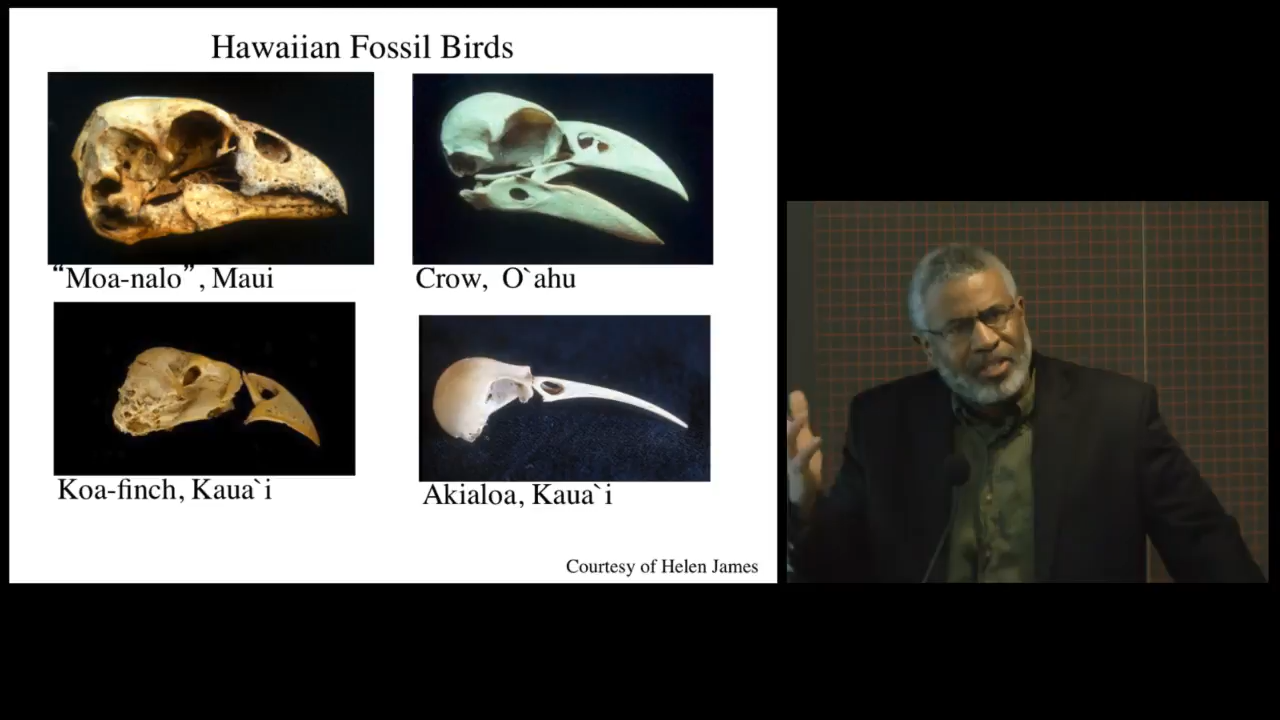 Hawaiian Fossil Birds
“Moa-nalo”, Maui
Crow, O`ahu
Koa-finch, Kaua`i
Akialoa, Kaua`i
Courtesy of Helen James